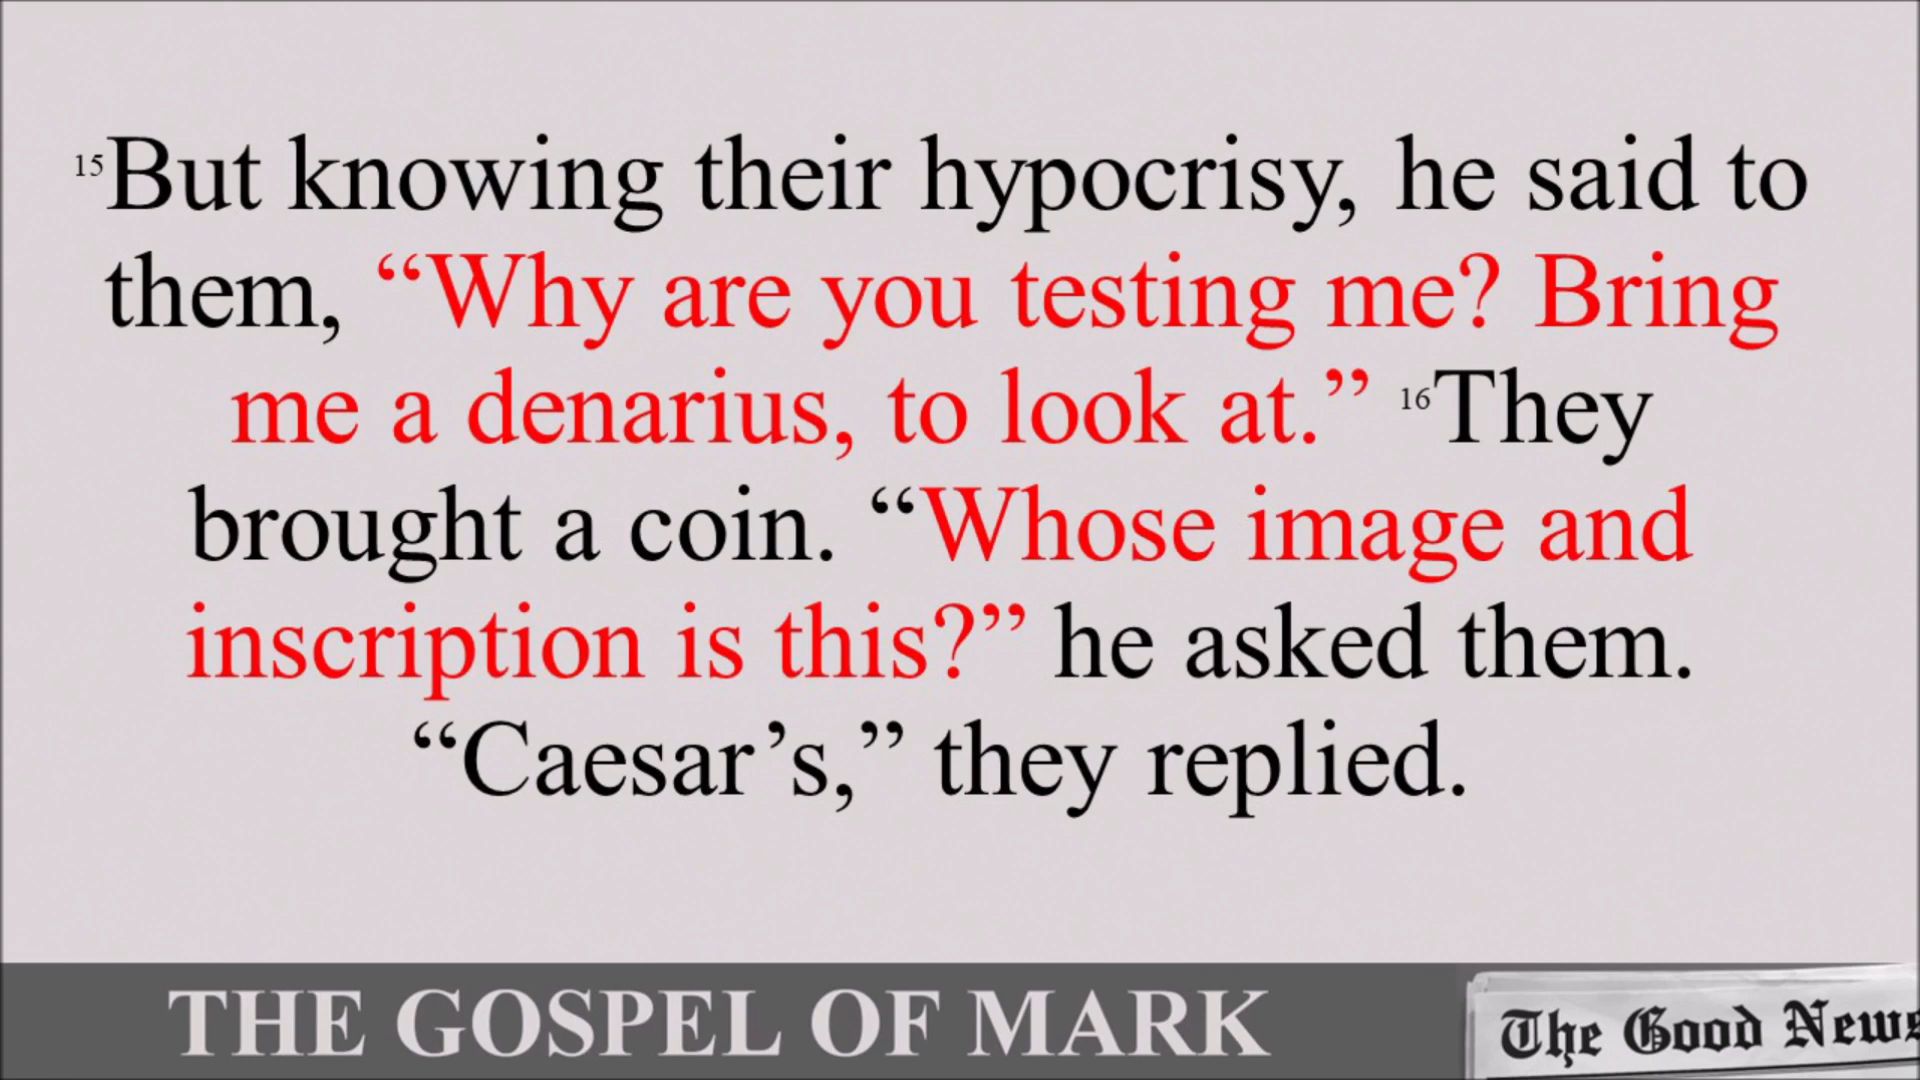 15But knowing their hypocrisy, he said to
them, “Why are you testing me? Bring
me a denarius, to look at.” 16They
brought a coin. “Whose image and
inscription is this?” he asked them.
“Caesar’s,” they replied.
THE GOSPEL OF MARK
The Good News